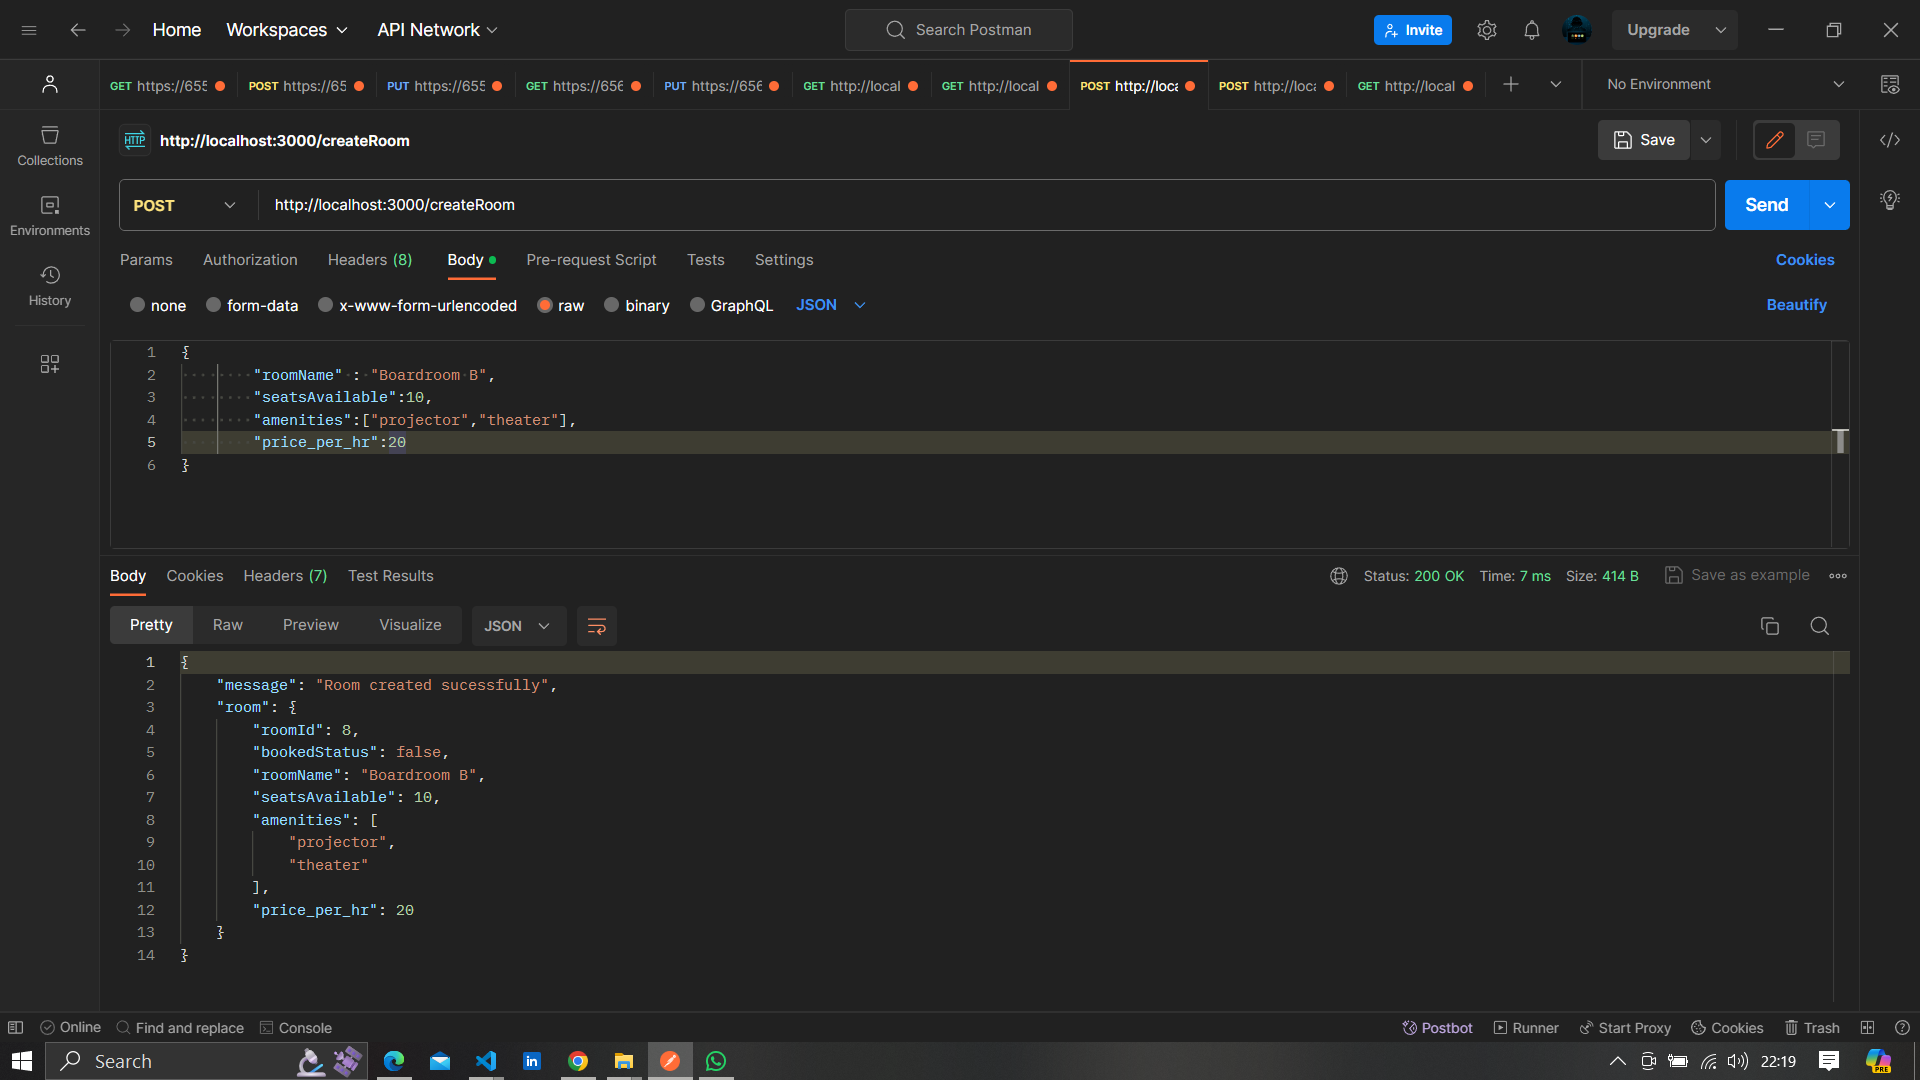 Home Workspaces API Network Search Postman Invite Upgrade
GET https://655 POST https://65 PUT https://655 GET https://656 PUT https://656 GET http://local GET http://local POST http://loca POST http://loca GET http://local No Environment
HTTP http://localhost:3000/createRoom Save
Collections
POST http://localhost:3000/createRoom Send
Environments
Params Authorization Headers (8) Body Pre-request Script Tests Settings Cookies
History
none form-data x-www-form-urlencoded raw binary GraphQL JSON Beautify
1 {
2 "roomName" : "Boardroom B",
3 "seatsAvailable":10,
4 "amenities":["projector","theater"],
5 "price_per_hr":20
6 }
Body Cookies Headers (7) Test Results Status: 200 OK Time: 7 ms Size: 414 B Save as example
Pretty Raw Preview Visualize JSON
1 {
2 "message": "Room created sucessfully",
3 "room": {
4 "roomId": 8,
5 "bookedStatus": false,
6 "roomName": "Boardroom B",
7 "seatsAvailable": 10,
8 "amenities": [
9 "projector",
10 "theater"
11 ],
12 "price_per_hr": 20
13 }
14 }
Online Find and replace Console Postbot Runner Start Proxy Cookies Trash
Search 22:19 PRE